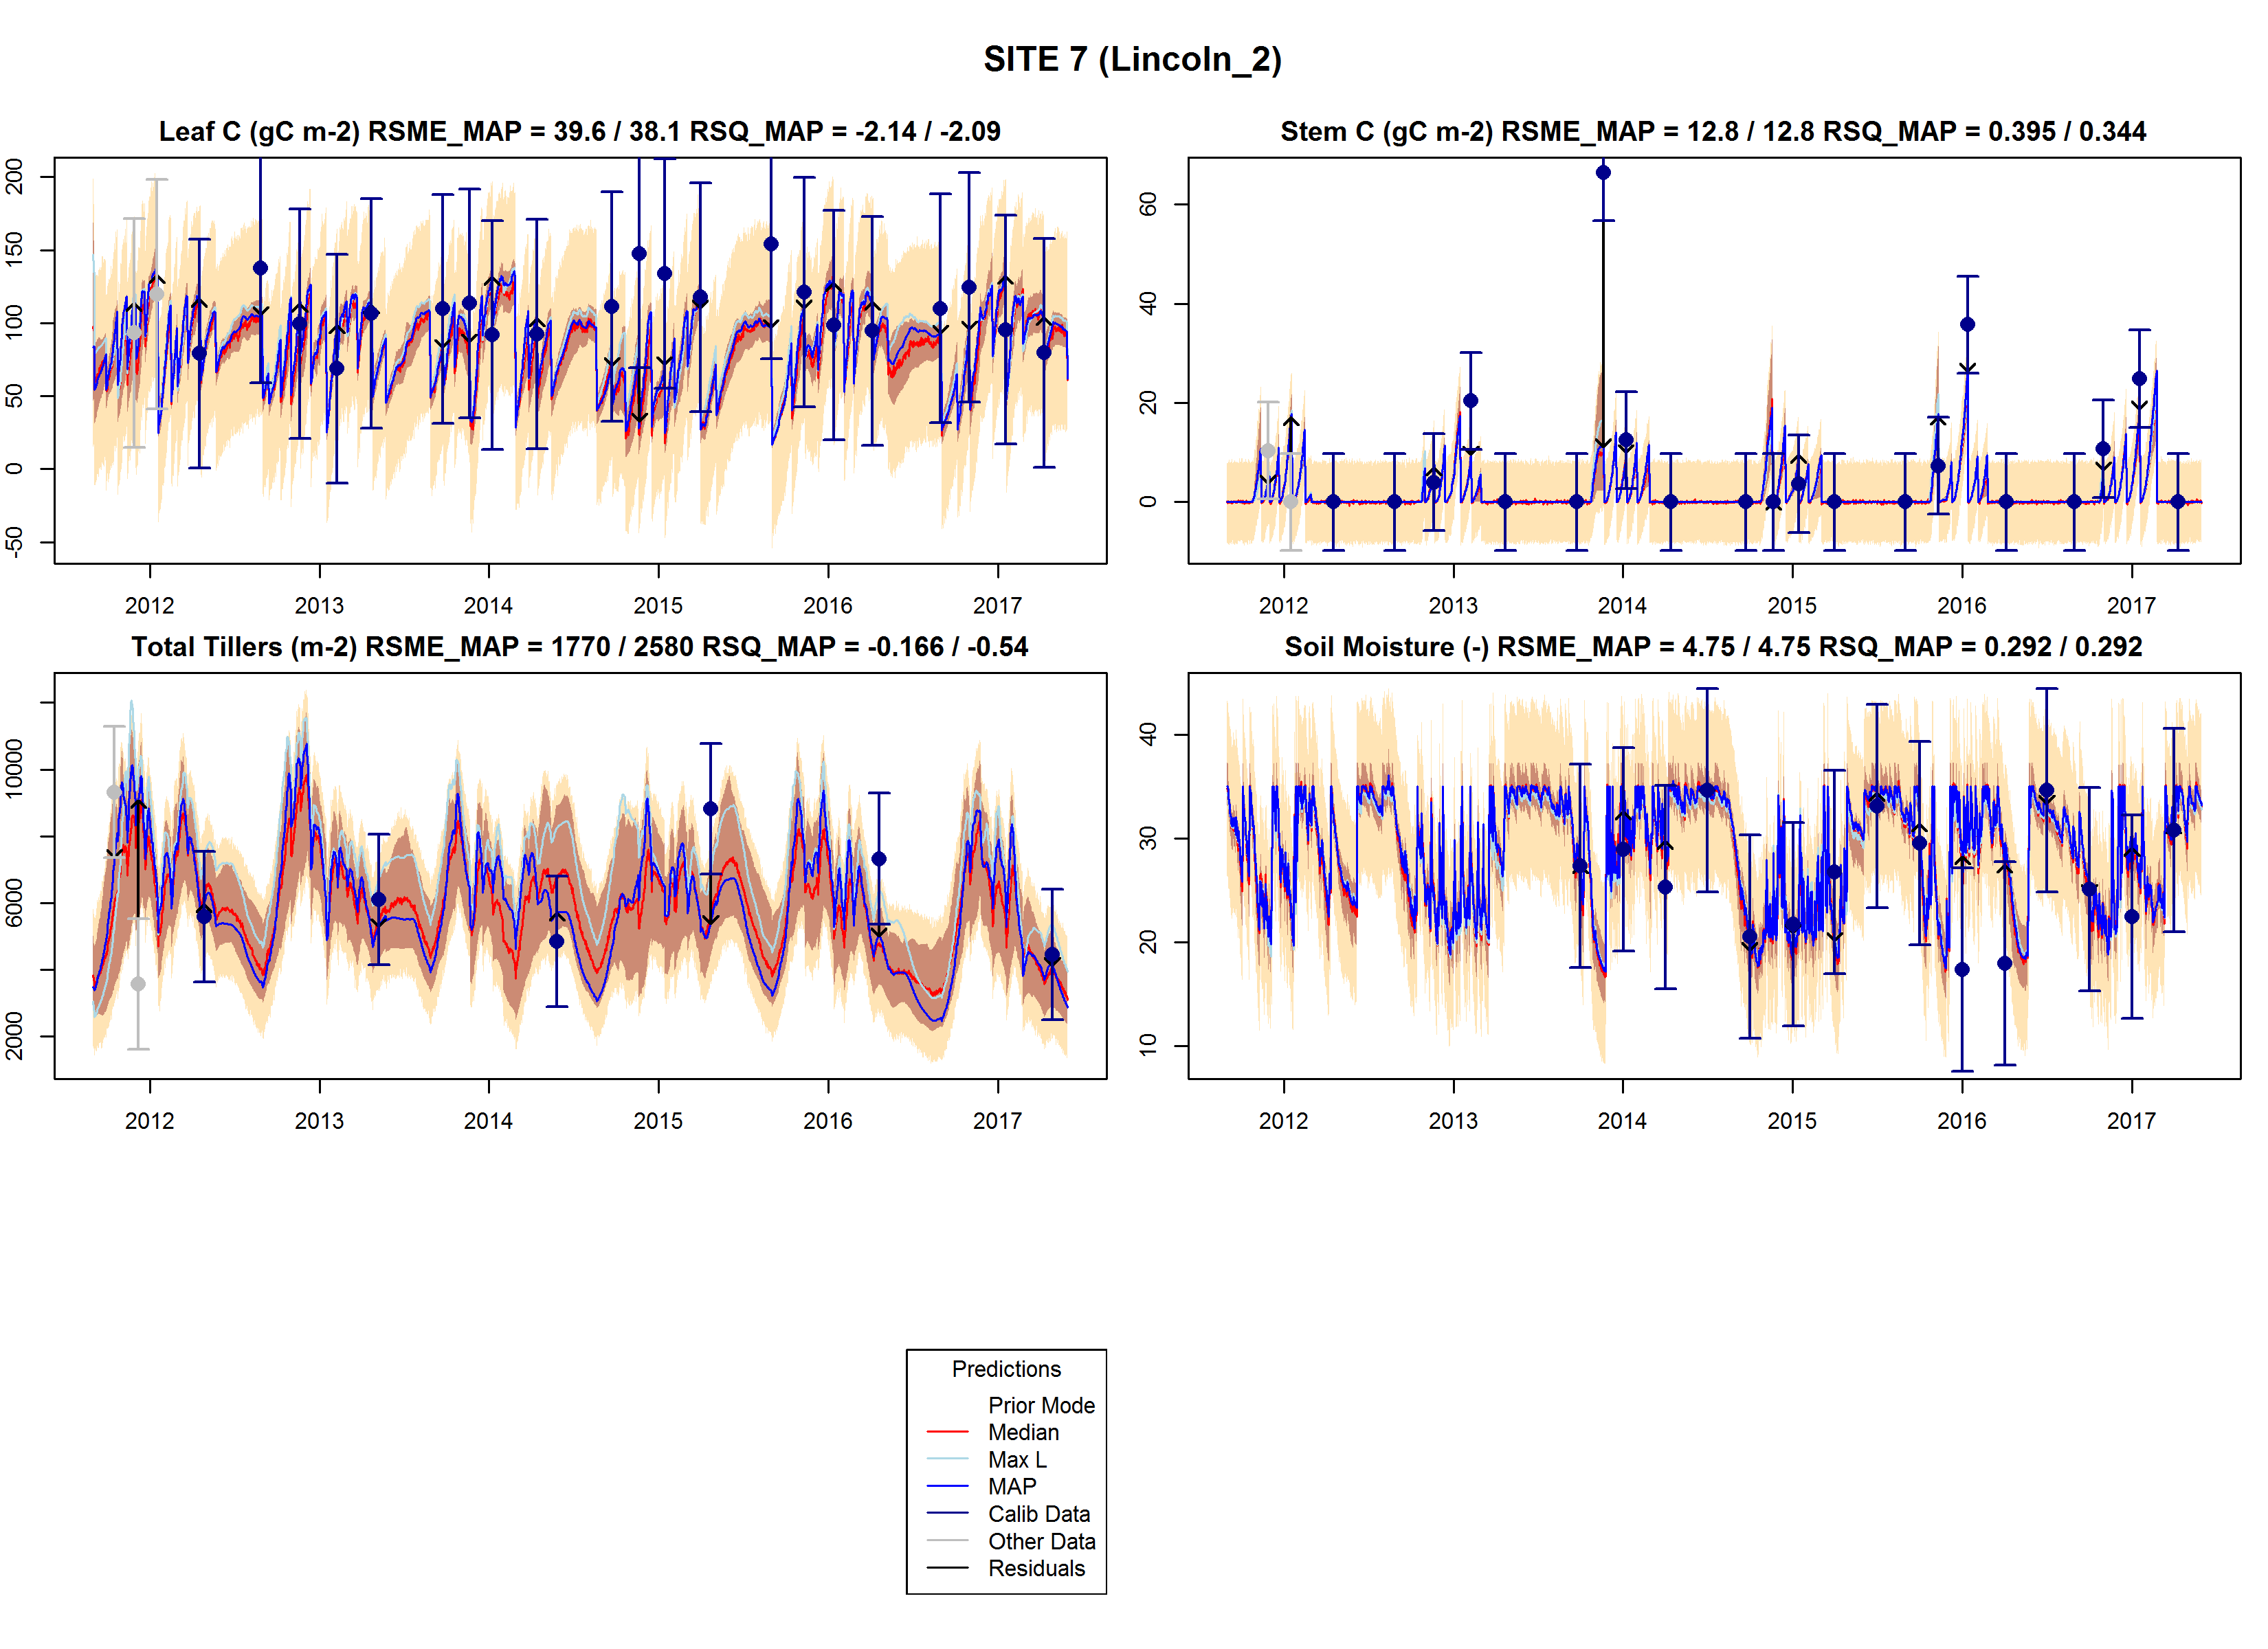 SITE 7 (Lincoln_2)
Leaf C (gC m-2) RSME_MAP = 39.6 / 38.1 RSQ_MAP = -2.14 / -2.09
200
150
100
50
0
-50
2012 2013 2014 2015 2016 2017
Stem C (gC m-2) RSME_MAP = 12.8 / 12.8 RSQ_MAP = 0.395 / 0.344
60
40
20
0
2012 2013 2014 2015 2016 2017
Total Tillers (m-2) RSME_MAP = 1770 / 2580 RSQ_MAP = -0.166 / -0.54
10000
6000
2000
2012 2013 2014 2015 2016 2017
Soil Moisture (-) RSME_MAP = 4.75 / 4.75 RSQ_MAP = 0.292 / 0.292
40
30
20
10
2012 2013 2014 2015 2016 2017
Predictions
Prior Mode
Median
Max L
MAP
Calib Data
Other Data
Residuals